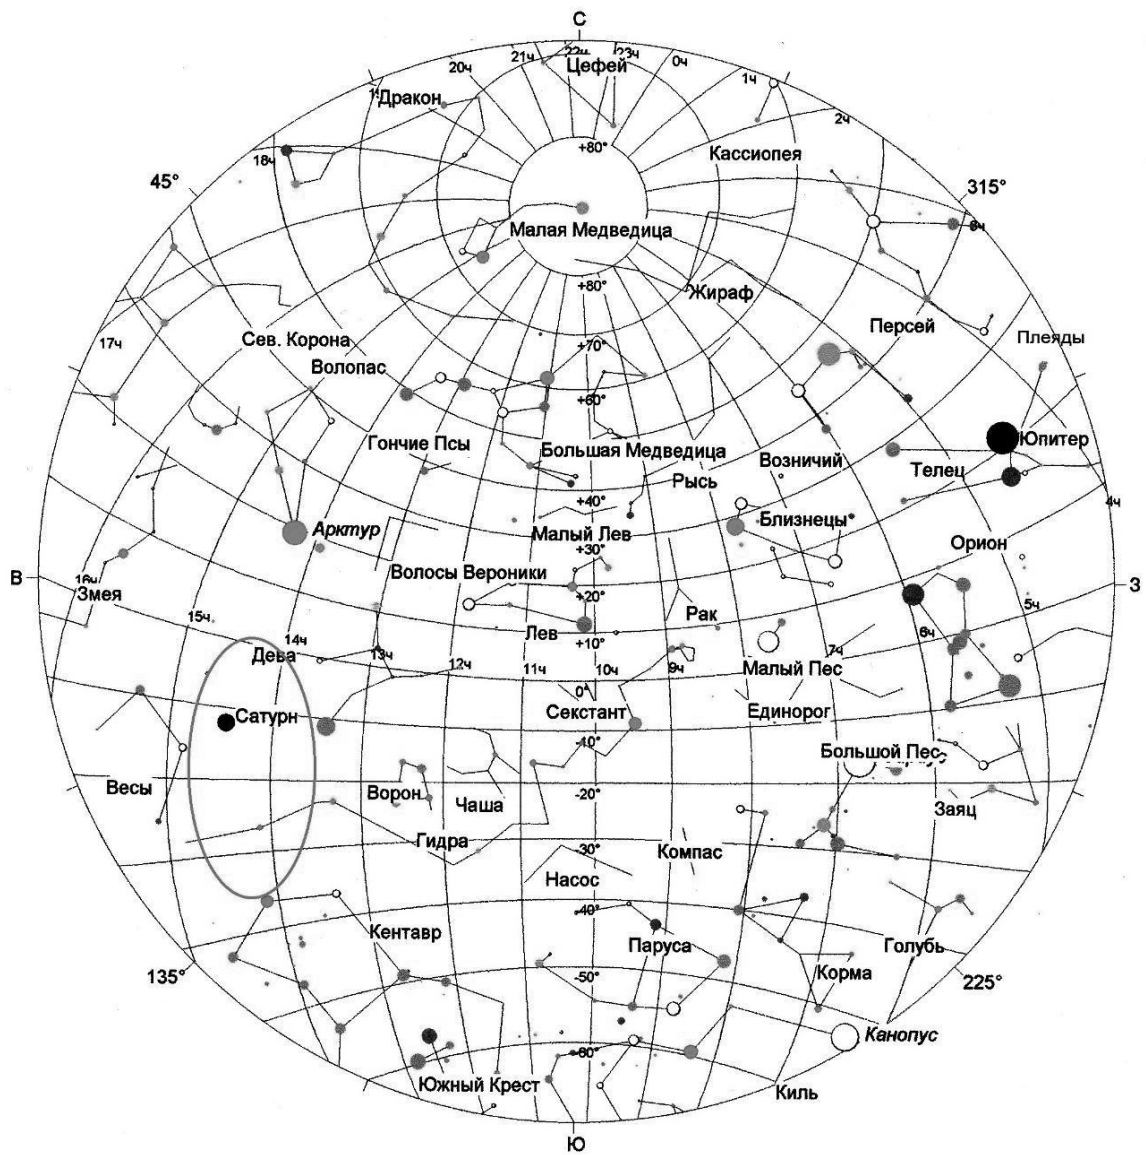 С
22ч
23ч
21ч
Цефей
0ч
20ч
1ч
Дракон
2ч
+80°
Кассиопея
18ч
45°
315°
Малая Медведица
+80°
Жираф
Персей
Сев. Корона
17ч
+70°
Плеяды
Волопас
+60°
Гончие Псы
Юпитер
Большая Медведица
Возничий
Телец
Рысь
+40°
4ч
Близнецы
Арктур
Малый Лев
Орион
+30°
Волосы Вероники
В
16ч
З
Змея
+20°
5ч
15ч
Рак
Лев
6ч
14ч
+10°
Дева
13ч
12ч
11ч
10ч
9ч
7ч
Малый Пес
0°
Сатурн
Секстант
Единорог
-10°
Большой Пес
Весы
Ворон
Чаша
-20°
Заяц
Гидра
-30°
Компас
Насос
-40°
Кентавр
Паруса
Голубь
135°
-50°
Корма
225°
Канопус
-60°
Южный Крест
Киль
Ю